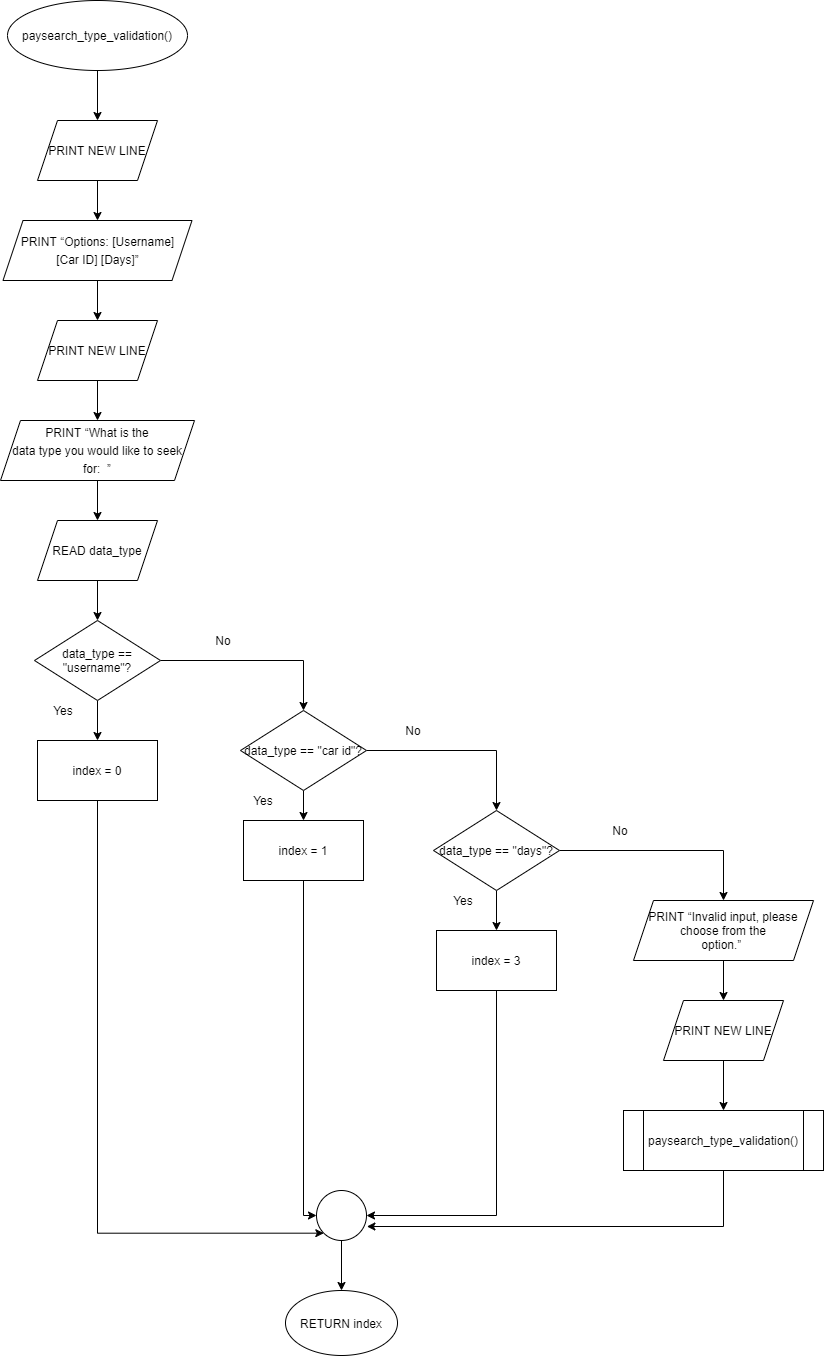 paysearch_type_validation()
PRINT NEW LINE
PRINT “Options: [Username]
[Car ID] [Days]”
PRINT NEW LINE
PRINT “What is the
data type you would like to seek
for:  ”
READ data_type
data_type ==
"username"?
No
Yes
index = 0
data_type == "car id"?
No
Yes
index = 1
data_type == "days"?
No
Yes
index = 3
PRINT “Invalid input, please
choose from the
option.”
PRINT NEW LINE
paysearch_type_validation()
RETURN index